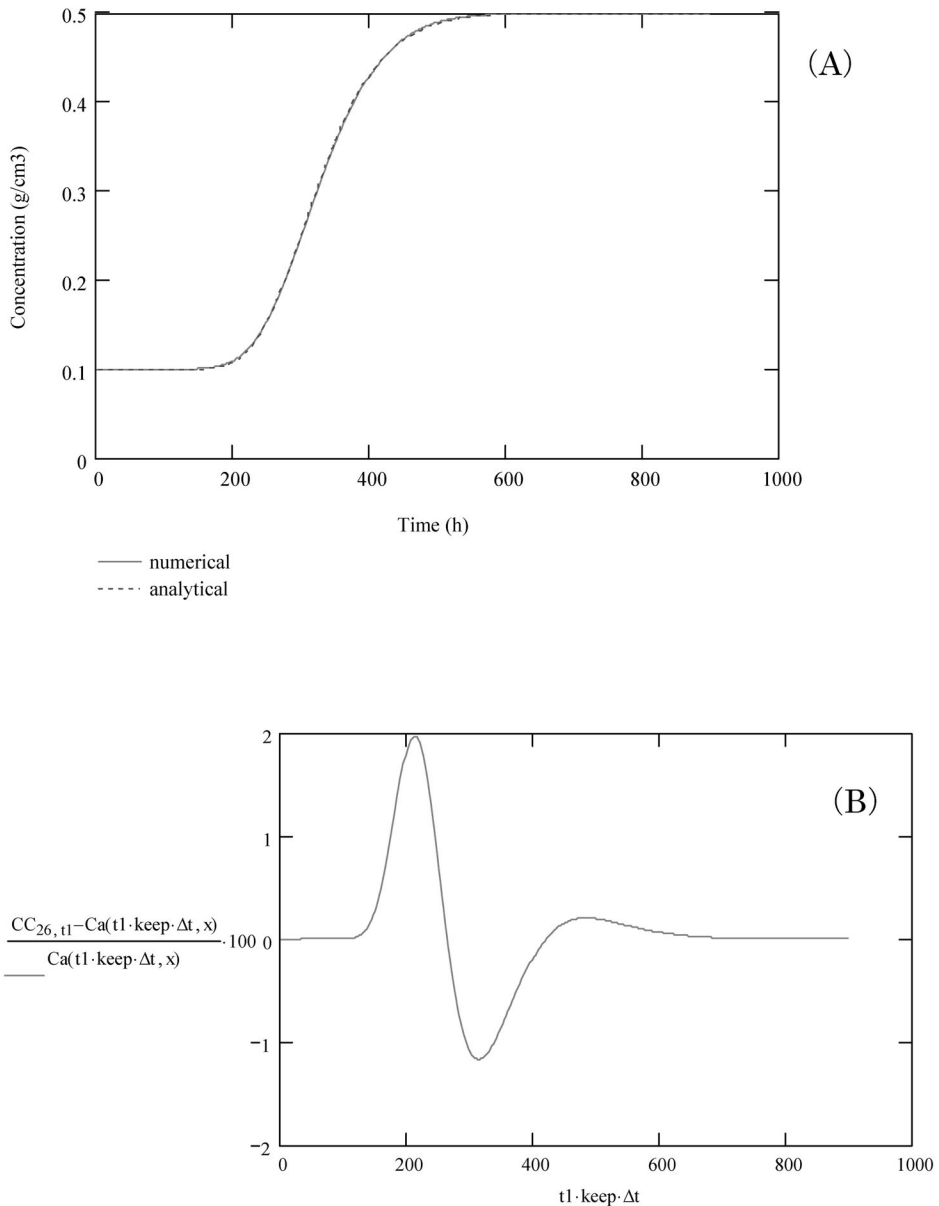 0.5
(A)
0.4
0.3
0.2
0.1
0
Concentration (g/cm3)
0 200 400 600 800 1000
Time (h)
numerical
analytical
2
(B)
1
CC26, t1−Ca(t1·keep·Δt, x)
Ca(t1·keep·Δt, x)
·100 0
−1
−2
0 200 400 600 800 1000
t1·keep·Δt